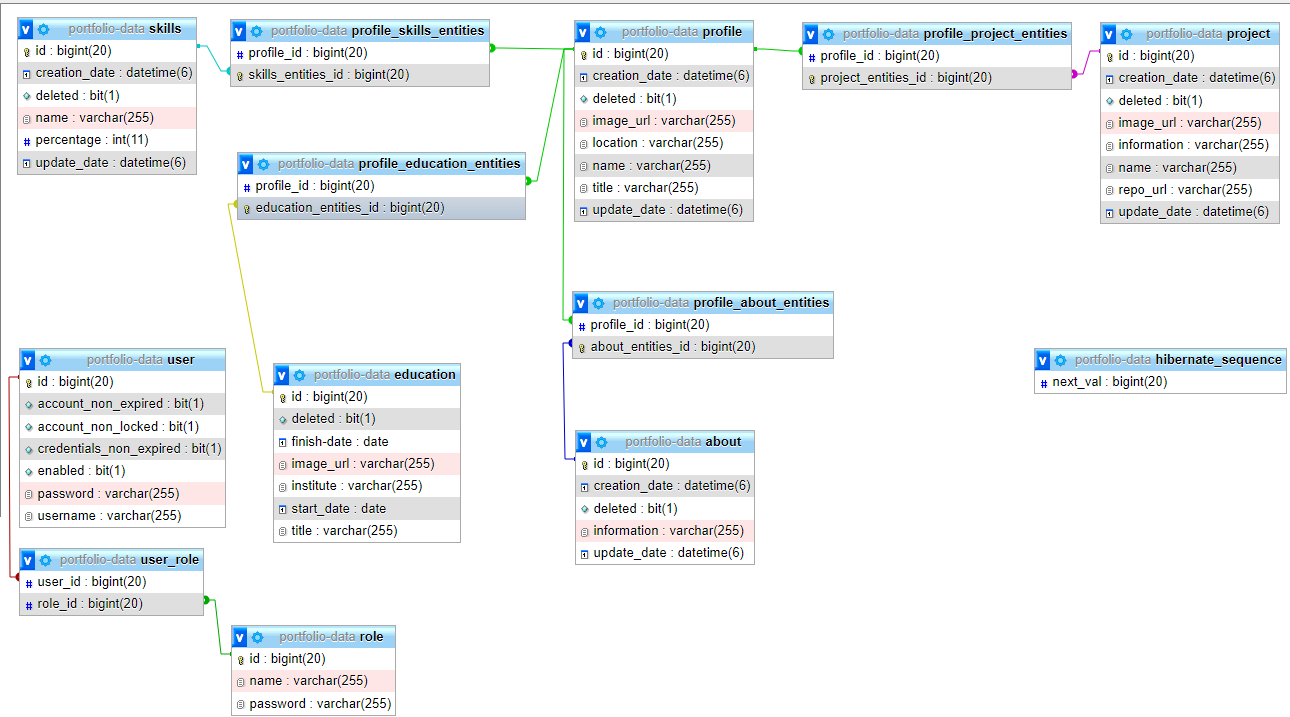 v portfolio-data skills
id : bigint(20)
# creation_date : datetime(6)
deleted : bit(1)
name : varchar(255)
# percentage : int(11)
update_date : datetime(6)
v portfolio-data profile_skills_entities
# profile_id : bigint(20)
skills_entities_id : bigint(20)
v portfolio-data profile
id : bigint(20)
creation_date : datetime(6)
deleted : bit(1)
image_url : varchar(255)
location : varchar(255)
name : varchar(255)
title : varchar(255)
update_date : datetime(6)
v portfolio-data profile_project_entities
# profile_id : bigint(20)
project_entities_id : bigint(20)
v portfolio-data project
id : bigint(20)
creation_date : datetime(6)
deleted : bit(1)
image_url : varchar(255)
information : varchar(255)
name : varchar(255)
repo_url : varchar(255)
update_date : datetime(6)
v portfolio-data profile_education_entities
# profile_id : bigint(20)
education_entities_id : bigint(20)
v portfolio-data profile_about_entities
# profile_id : bigint(20)
about_entities_id : bigint(20)
v portfolio-data user
id : bigint(20)
account_non_expired : bit(1)
account_non_locked : bit(1)
credentials_non_expired : bit(1)
enabled : bit(1)
password : varchar(255)
username : varchar(255)
v portfolio-data education
id : bigint(20)
deleted : bit(1)
finish-date : date
image_url : varchar(255)
institute : varchar(255)
start_date : date
title : varchar(255)
v portfolio-data hibernate_sequence
# next_val : bigint(20)
v portfolio-data about
id : bigint(20)
creation_date : datetime(6)
deleted : bit(1)
information : varchar(255)
update_date : datetime(6)
v portfolio-data user_role
# user_id : bigint(20)
# role_id : bigint(20)
v portfolio-data role
id : bigint(20)
name : varchar(255)
password : varchar(255)